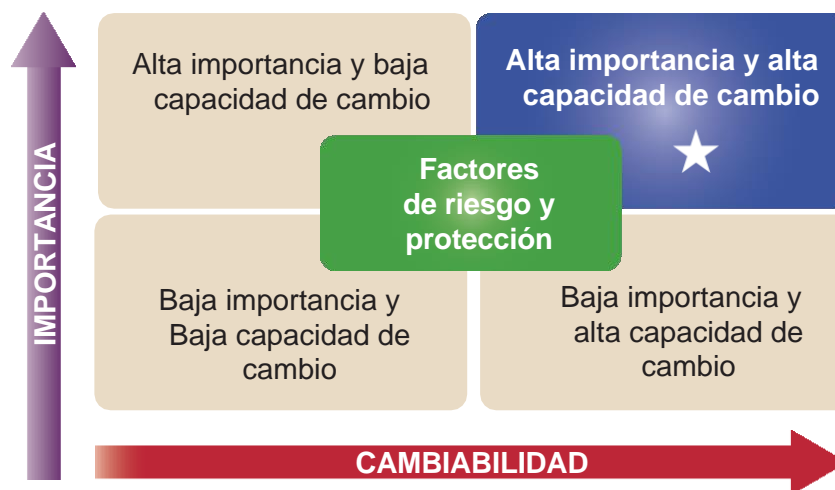 Alta importancia y baja
capacidad de cambio
Alta importancia y alta
capacidad de cambio
IMPORTANCIA
Factores
de riesgo y
protección
Baja importancia y
Baja capacidad de
cambio
Baja importancia y
alta capacidad de
cambio
CAMBIABILIDAD